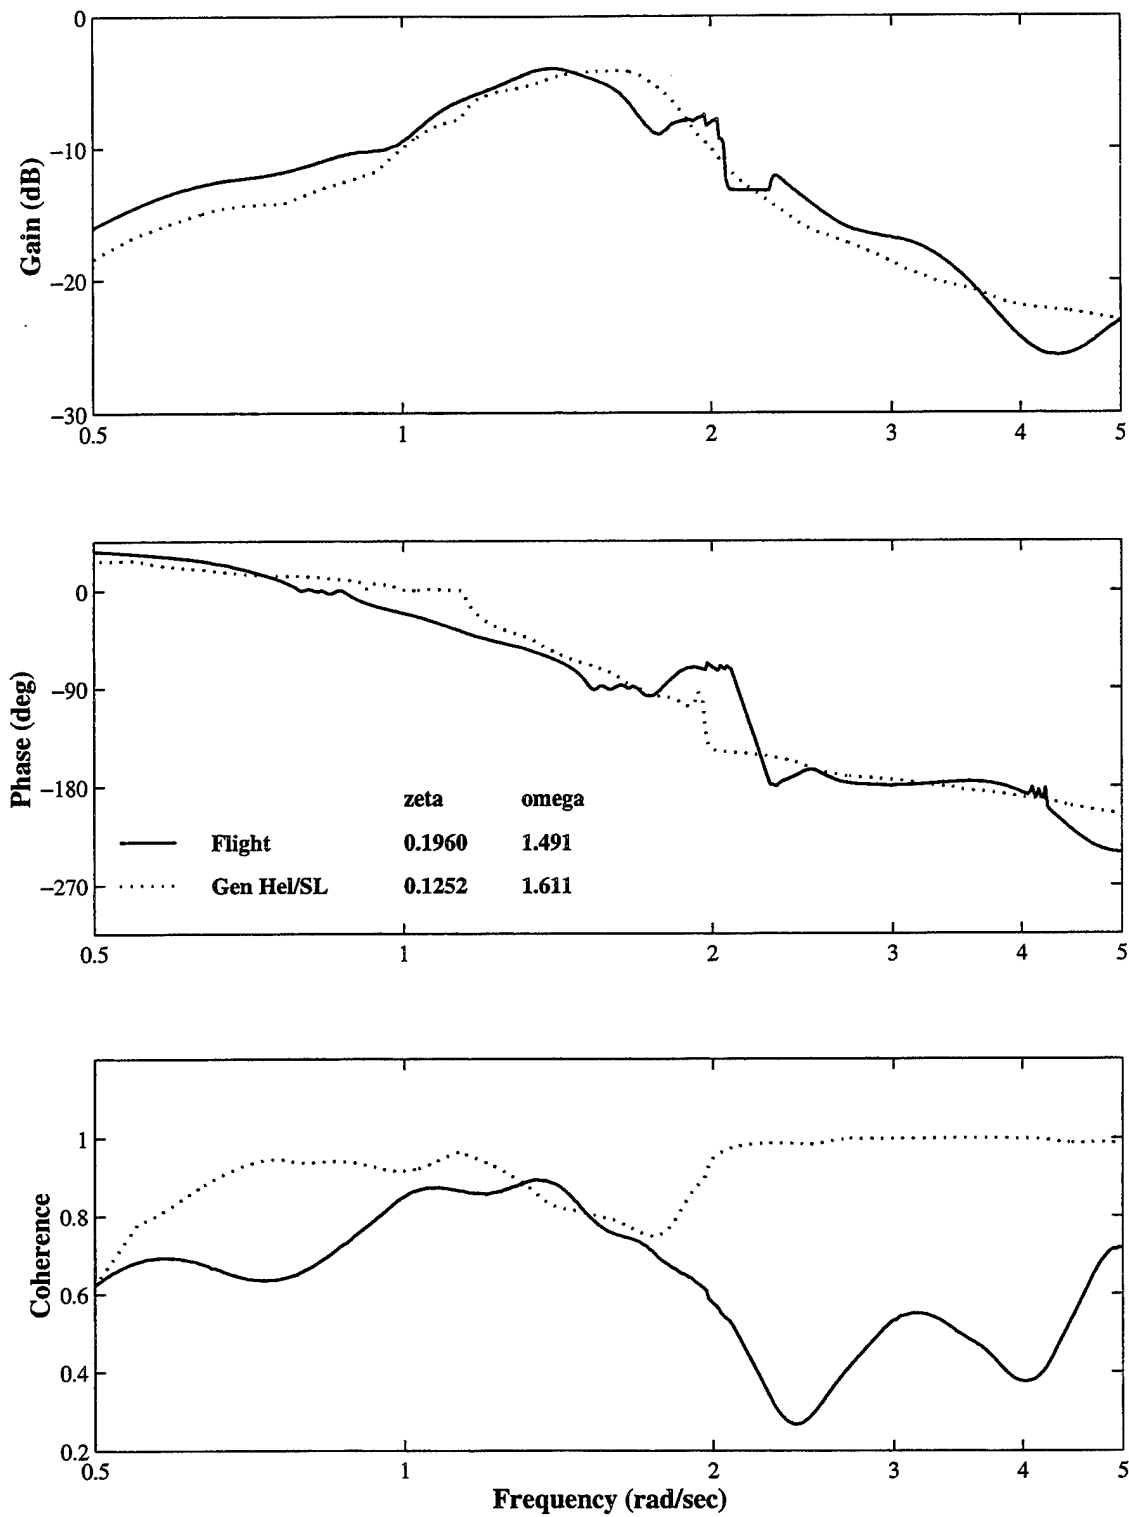 0
−10
−20
−30
Gain (dB)
0.5 1 2 3 4 5
0
−90
−180
−270
Phase (deg)
zeta omega
Flight 0.1960 1.491
Gen Hel/SL 0.1252 1.611
0.5 1 2 3 4 5
1
0.8
0.6
0.4
0.2
Coherence
0.5 1 2 3 4 5
Frequency (rad/sec)